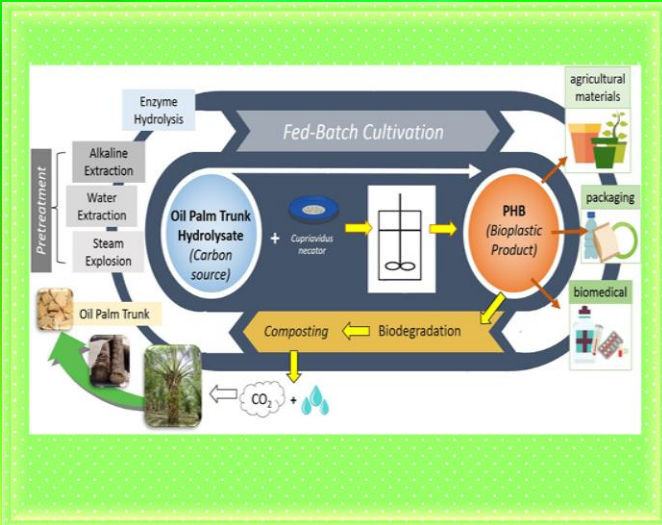 Enzyme
Hydrolysis
Fed-Batch Cultivation
agricultural
materials
Pretreatment
Alkaline
Extraction
Water
Extraction
Steam
Explosion
Oil Palm Trunk
Hydrolysate
(Carbon
source)
+
Cupriavidus
necator
PHB
(Bioplastic
Product)
packaging
biomedical
Oil Palm Trunk
Composting
Biodegradation
CO2 +